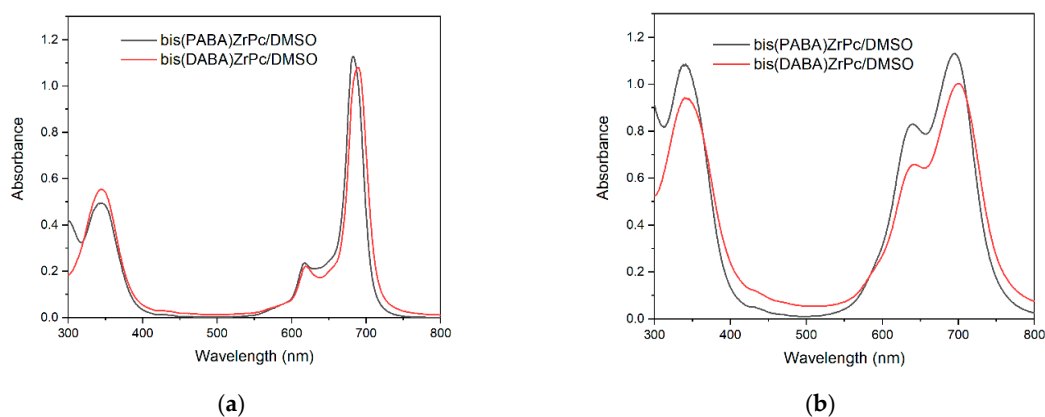 bis(PABA)ZrPc/DMSO
bis(DABA)ZrPc/DMSO
Absorbance
1.2
1.0
0.8
0.6
0.4
0.2
0.0
300 400 500 600 700 800
Wavelength (nm)
(a)
bis(PABA)ZrPc/DMSO
bis(DABA)ZrPc/DMSO
Absorbance
1.2
1.0
0.8
0.6
0.4
0.2
0.0
300 400 500 600 700 800
Wavelength (nm)
(b)